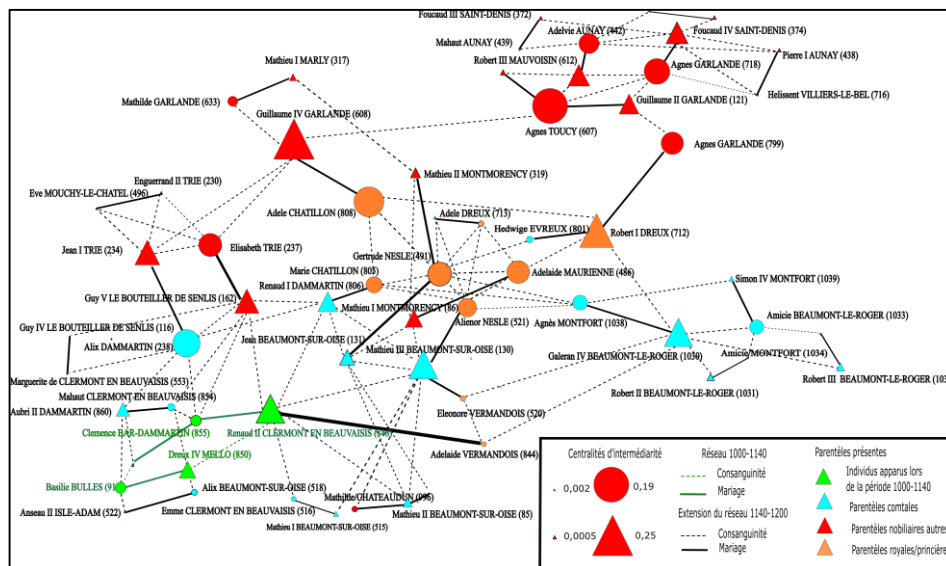 Foucaud III SAINT-DENIS (372)
Adelvie AUNAY (442)
Foucaud IV SAINT-DENIS (374)
Mahaut AUNAY (439)
Pierre I AUNAY (438)
Robert III MAUVOISIN (612)
Agnes GARLANDE (718)
Mathieu I MARLY (317)
Helissent VILLIERS-LE-BEL (716)
Mathilde GARLANDE (633)
Guillaume II GARLANDE (121)
Guillaume IV GARLANDE (608)
Agnes TOUCY (607)
Agnes GARLANDE (799)
Mathieu II MONTMORENCY (319)
Enguerrand II TRIE (230)
Eve MOUCHY-LE-CHATEL (496)
Adele CHATILLON (808)
Adele DREUX (713)
Hedwige EVREUX (801)
Robert I DREUX (712)
Jean I TRIE (234)
Elisabeth TRIE (237)
Gertrude NESLE (491)
Marie CHATILLON (803)
Adelaide MAURIENNE (486)
Simon IV MONTFORT (1039)
Renaud I DAMMARTIN (806)
Guy V LE BOUTEILLER DE SENLIS (162)
Mathieu I MONTMORENCY (86)
Alienor NESLE (521)
Amicie BEAUMONT-LE-ROGER (1033)
Agnès MONTFORT (1038)
Guy IV LE BOUTEILLER DE SENLIS (116)
Jean BEAUMONT-SUR-OISE (131)
Alix DAMMARTIN (238)
Mathieu III BEAUMONT-SUR-OISE (130)
Amicie MONTFORT (1034)
Galeran IV BEAUMONT-LE-ROGER (1030)
Marguerite de CLERMONT EN BEAUVAISIS (553)
Robert III BEAUMONT-LE-ROGER
Robert II BEAUMONT-LE-ROGER (1031)
Mahaut CLERMONT EN BEAUVAISIS (854)
Aubri II DAMMARTIN (860)
Eleonore VERMANDOIS (520)
Clemence BAR-DAMMARTIN (855)
Renaud II CLERMONT EN BEAUVAISIS
Adelaide VERMANDOIS (844)
Dreux IV MELLO (850)
Basilie BULLES
Alix BEAUMONT-SUR-OISE (518)
Anseau II ISLE-ADAM (522)
Emme CLERMONT EN BEAUVAISIS (516)
Mathilde CHATEAUDUN
Mathieu II BEAUMONT-SUR-OISE (85)
Mathieu I BEAUMONT-SUR-OISE (515)
Centralités d'intermédiarité
0,002
0,19
0,0005
0,25
Réseau 1000-1140
Consanguinité
Mariage
Extension du réseau 1140-1200
Consanguinité
Mariage
Parentèles présentes
Individus apparus lors
de la période 1000-1140
Parentèles comtales
Parentèles nobiliaires autres
Parentèles royales/princière